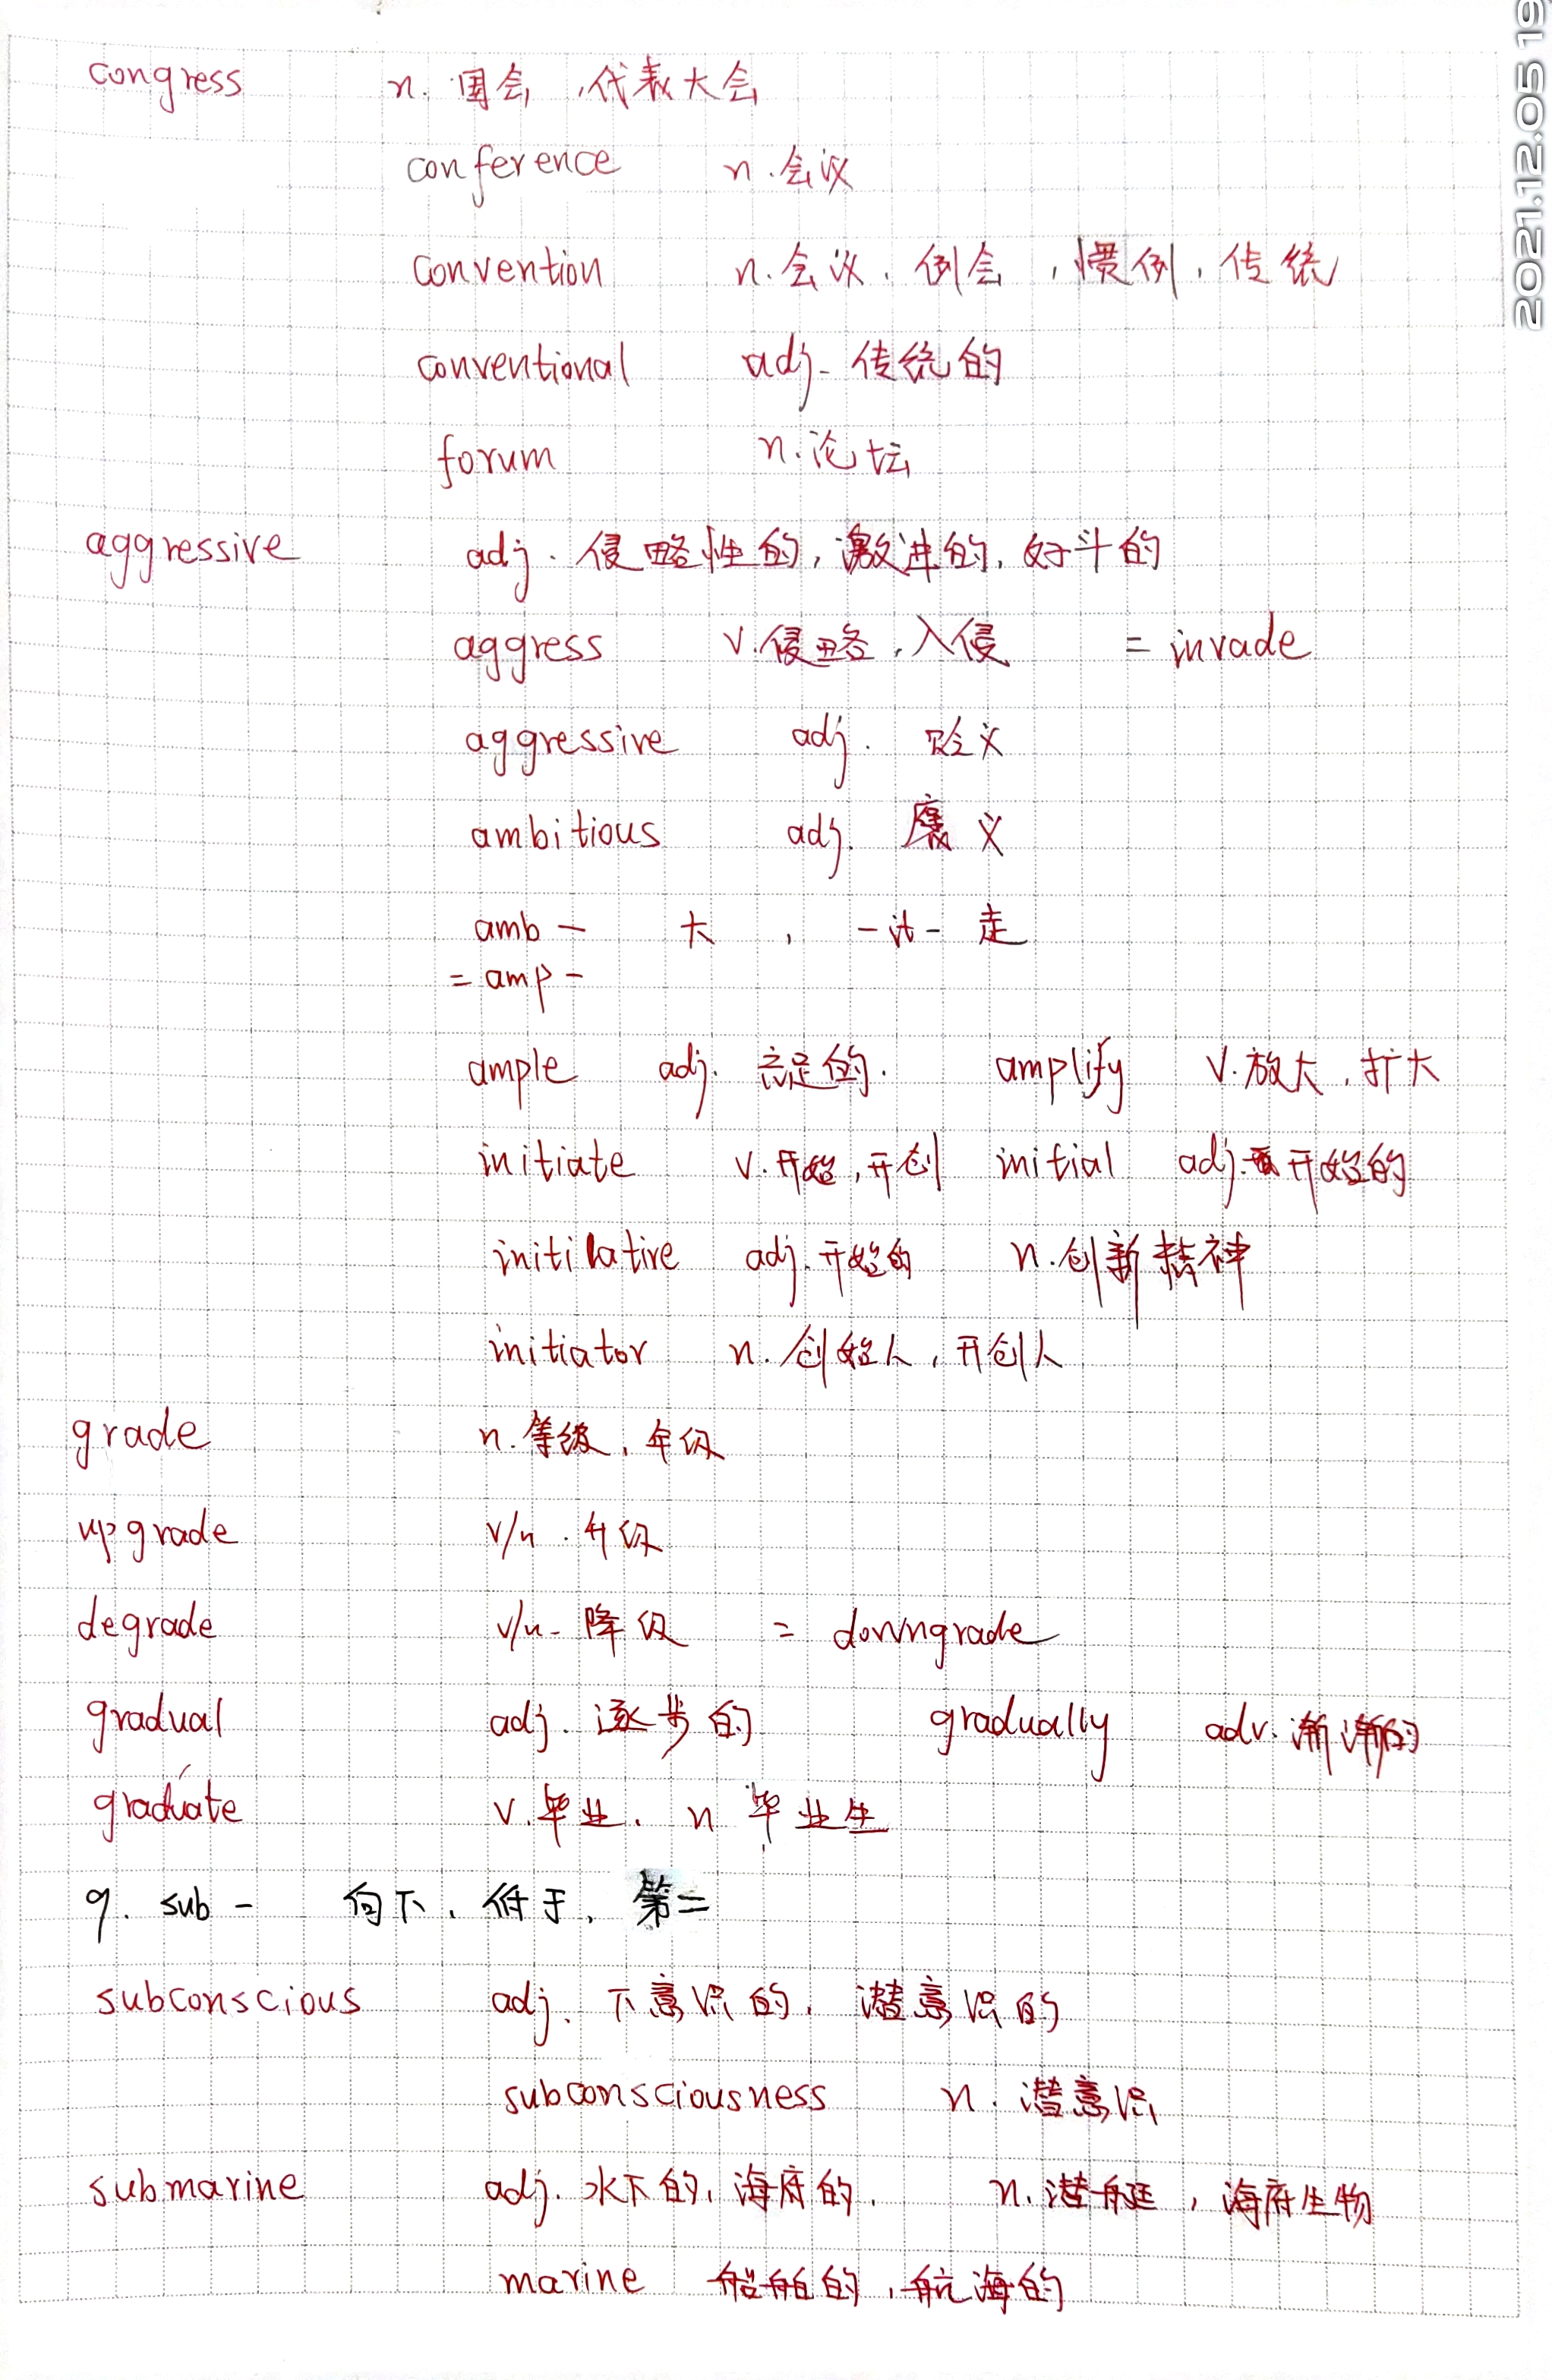 2021.12.05 19
congress n. 国会,代表大会
conference n.会议
convention n.会议,例会,惯例,传统
conventional adj. 传统的
forum n.论坛
aggressive adj.侵略性的,激进的,好斗的
aggress v.侵略,入侵 = invade
aggressive adj. 贬义
ambitious adj. 义
amb- 大 , -it- 走
= amp-
ample adj. 充足的. amplify v.放大,扩大
initiate v.开始,开创 initial adj.开始的
initilative adj.开始的 n.创新精神
initiator n.创始人,开创人
grade n.等级,年级
upgrade v/n.升级
degrade v/n.降级 = downgrade
gradual adj.逐步的 gradually adv.渐渐的
graduate v.毕业. n 毕业生
9. sub- 向下,低于,第二
subconscious adj. 下意识的,潜意识的
subconsciousness n.潜意识
submarine adj.水下的,海底的. n.潜艇,海底生物
marine 船舶的,航海的